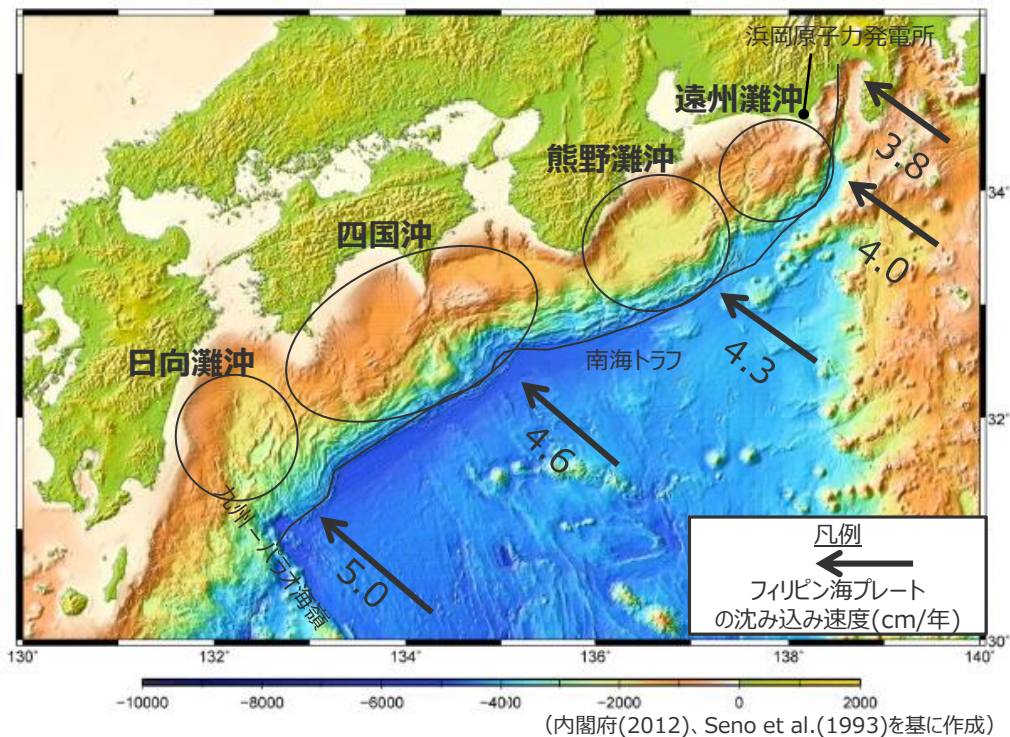 浜岡原子力発電所
遠州灘沖
熊野灘沖
四国沖
日向灘沖
3.8
4.0
4.3
4.6
5.0
南海トラフ
九州－パラオ海嶺
凡例
フィリピン海プレート
の沈み込み速度(cm/年)
34°
32°
30°
130°
132°
134°
136°
138°
140°
-10000
-8000
-6000
-4000
-2000
0
2000
（内閣府(2012)、Seno et al.(1993)を基に作成）